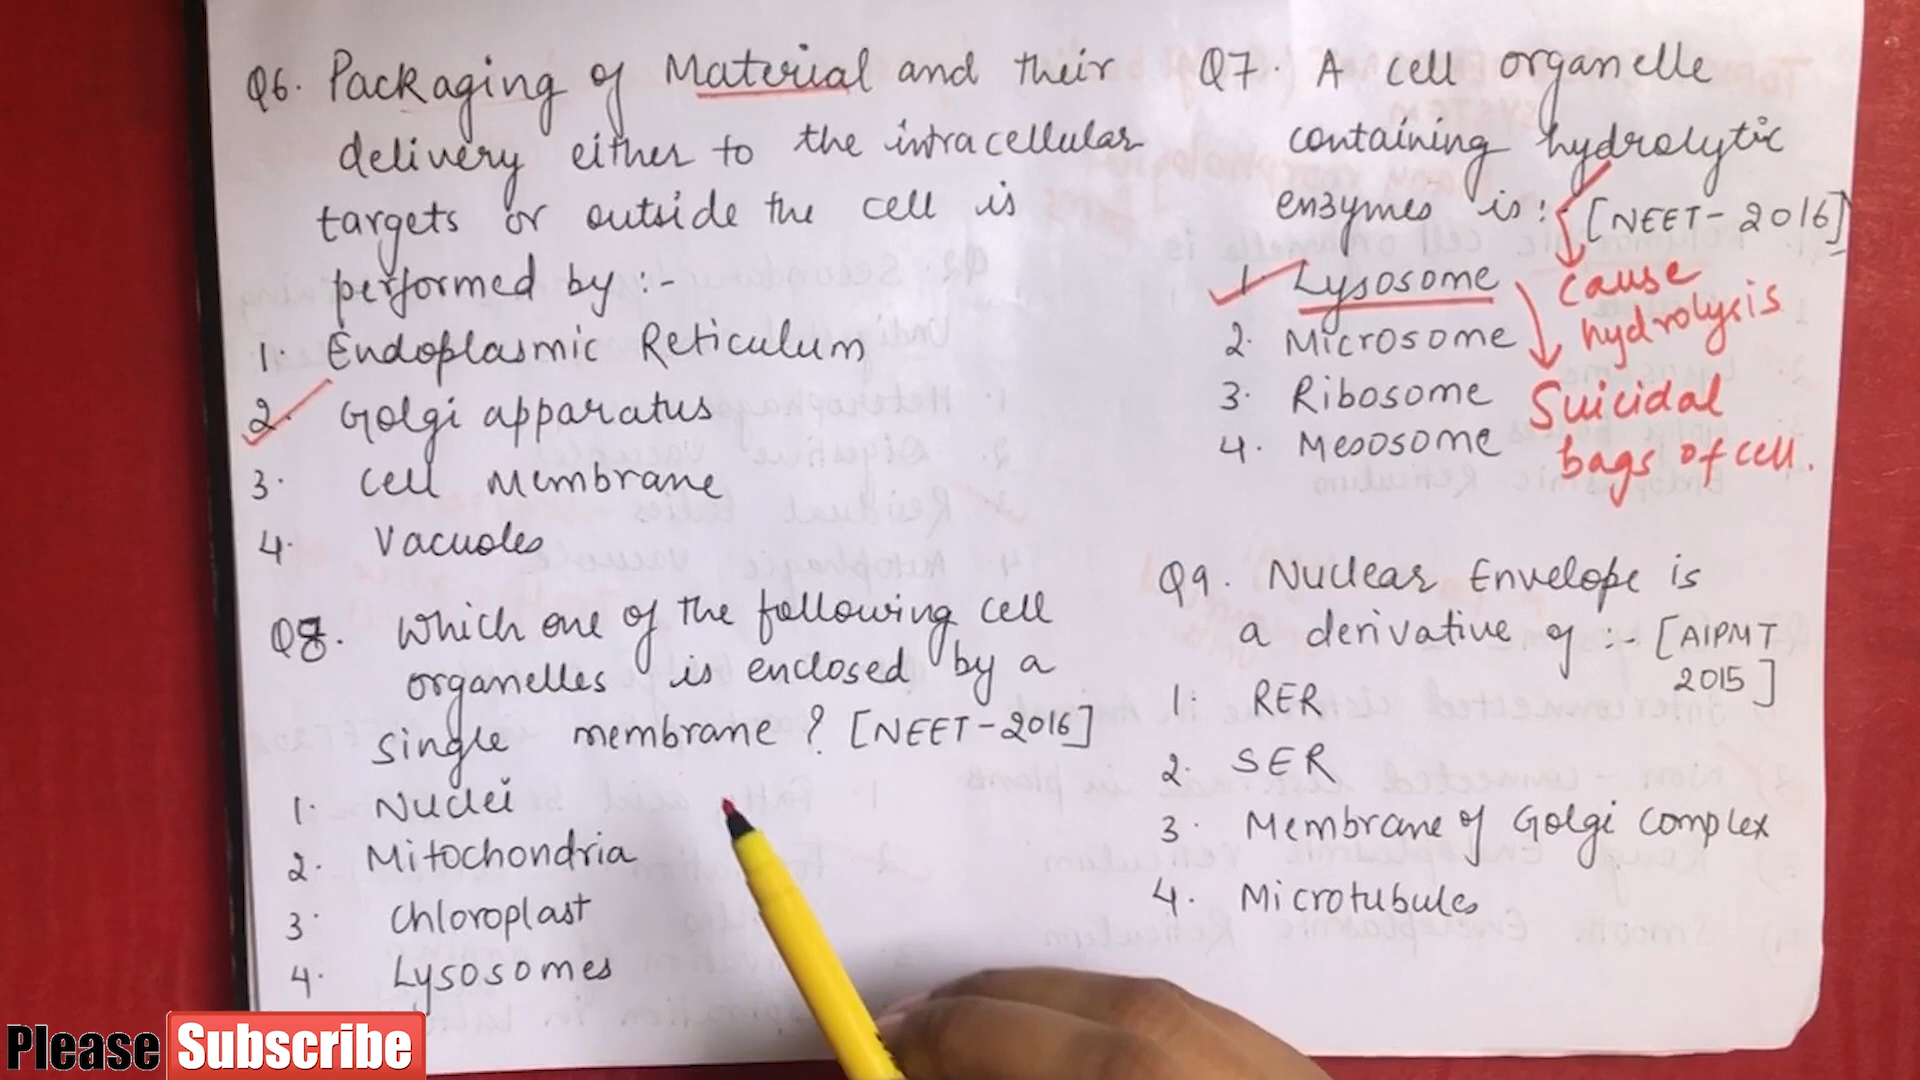 Q6. Packaging of Material and their
delivery either to the intracellular
targets or outside the cell is
performed by :-
1. Endoplasmic Reticulum
2. Golgi apparatus
3. Cell Membrane
4. Vacuoles
Q7. A cell organelle
containing hydrolytic
enzymes is:- [NEET-2016]
1. Lysosome
2. Microsome
3. Ribosome
4. Mesosome
cause
hydrolysis
Suicidal
bags of cell.
Q8. Which one of the following cell
organelles is enclosed by a
single membrane? [NEET-2016]
1. Nuclei
2. Mitochondria
3. Chloroplast
4. Lysosomes
Q9. Nuclear Envelope is
a derivative of :- [AIPMT
2015]
1. RER
2. SER
3. Membrane of Golgi Complex
4. Microtubules
Please Subscribe